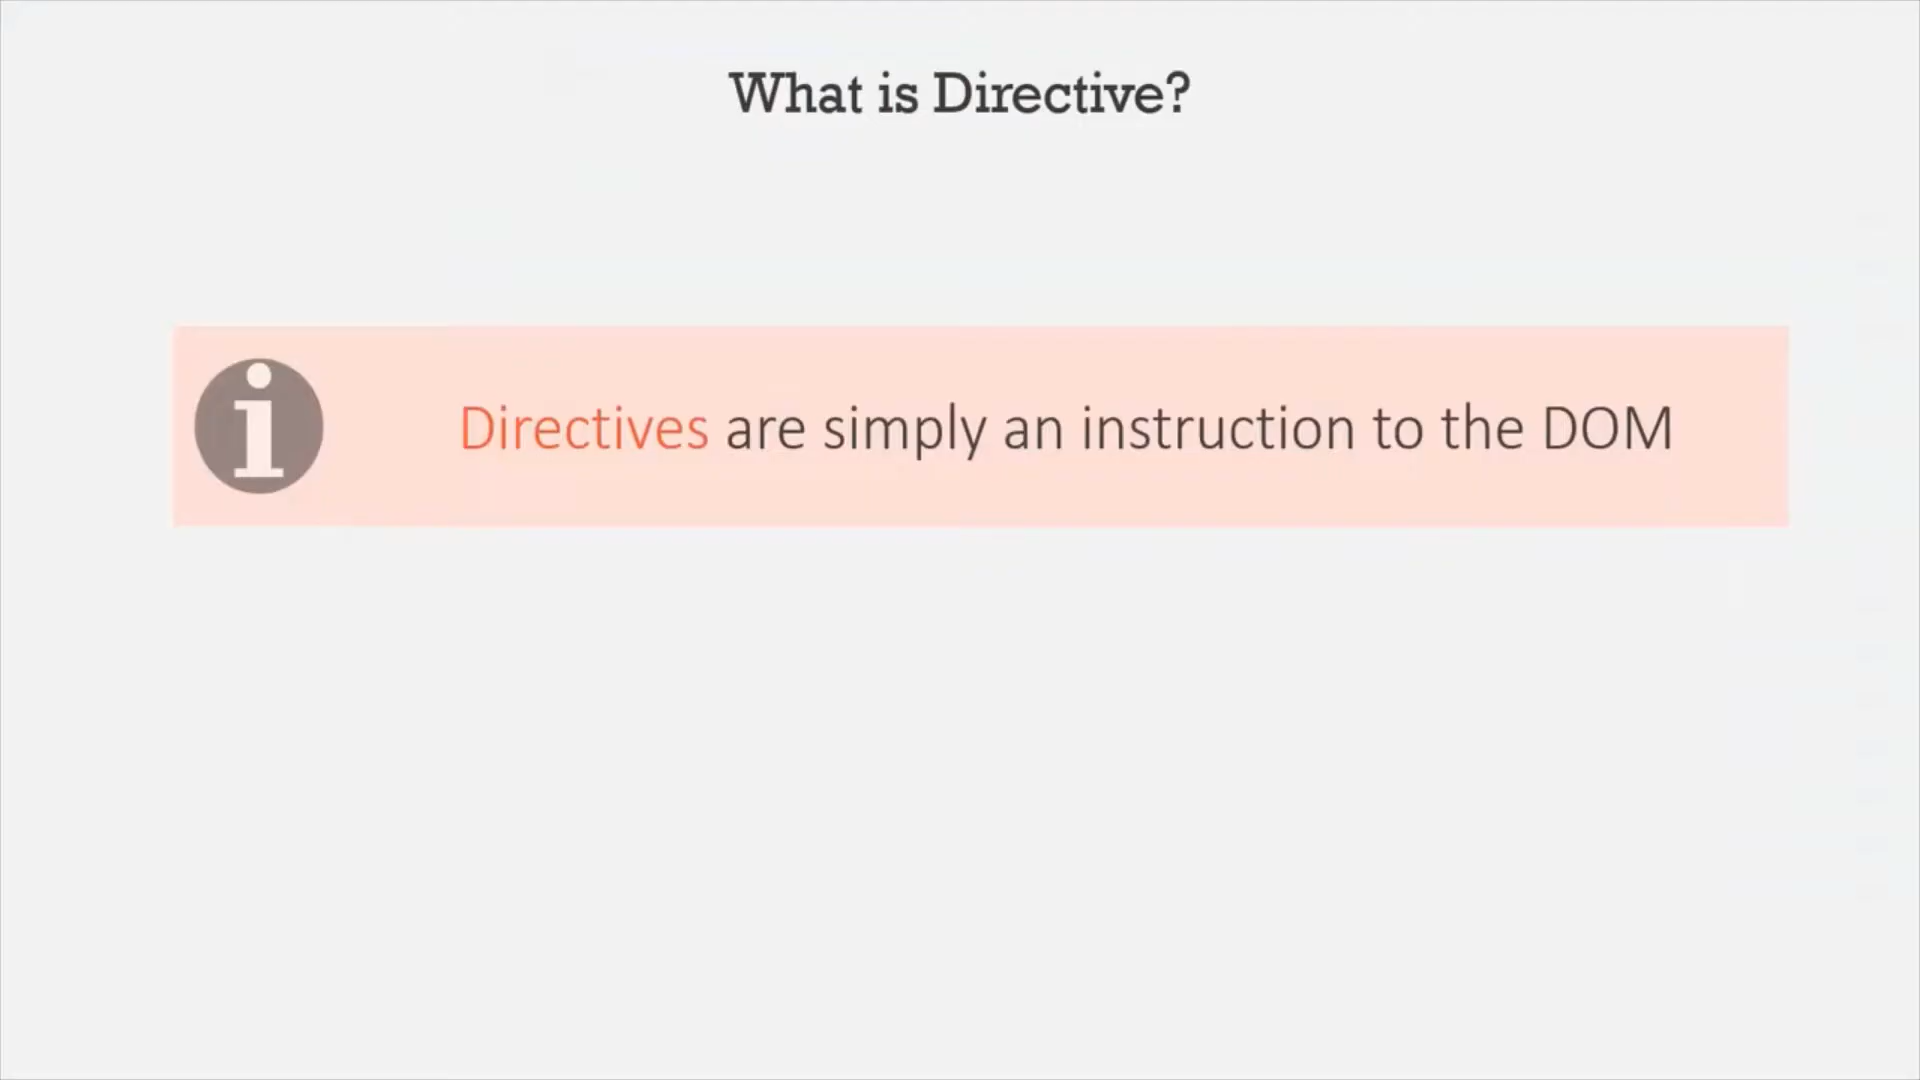 What is Directive?
Directives are simply an instruction to the DOM